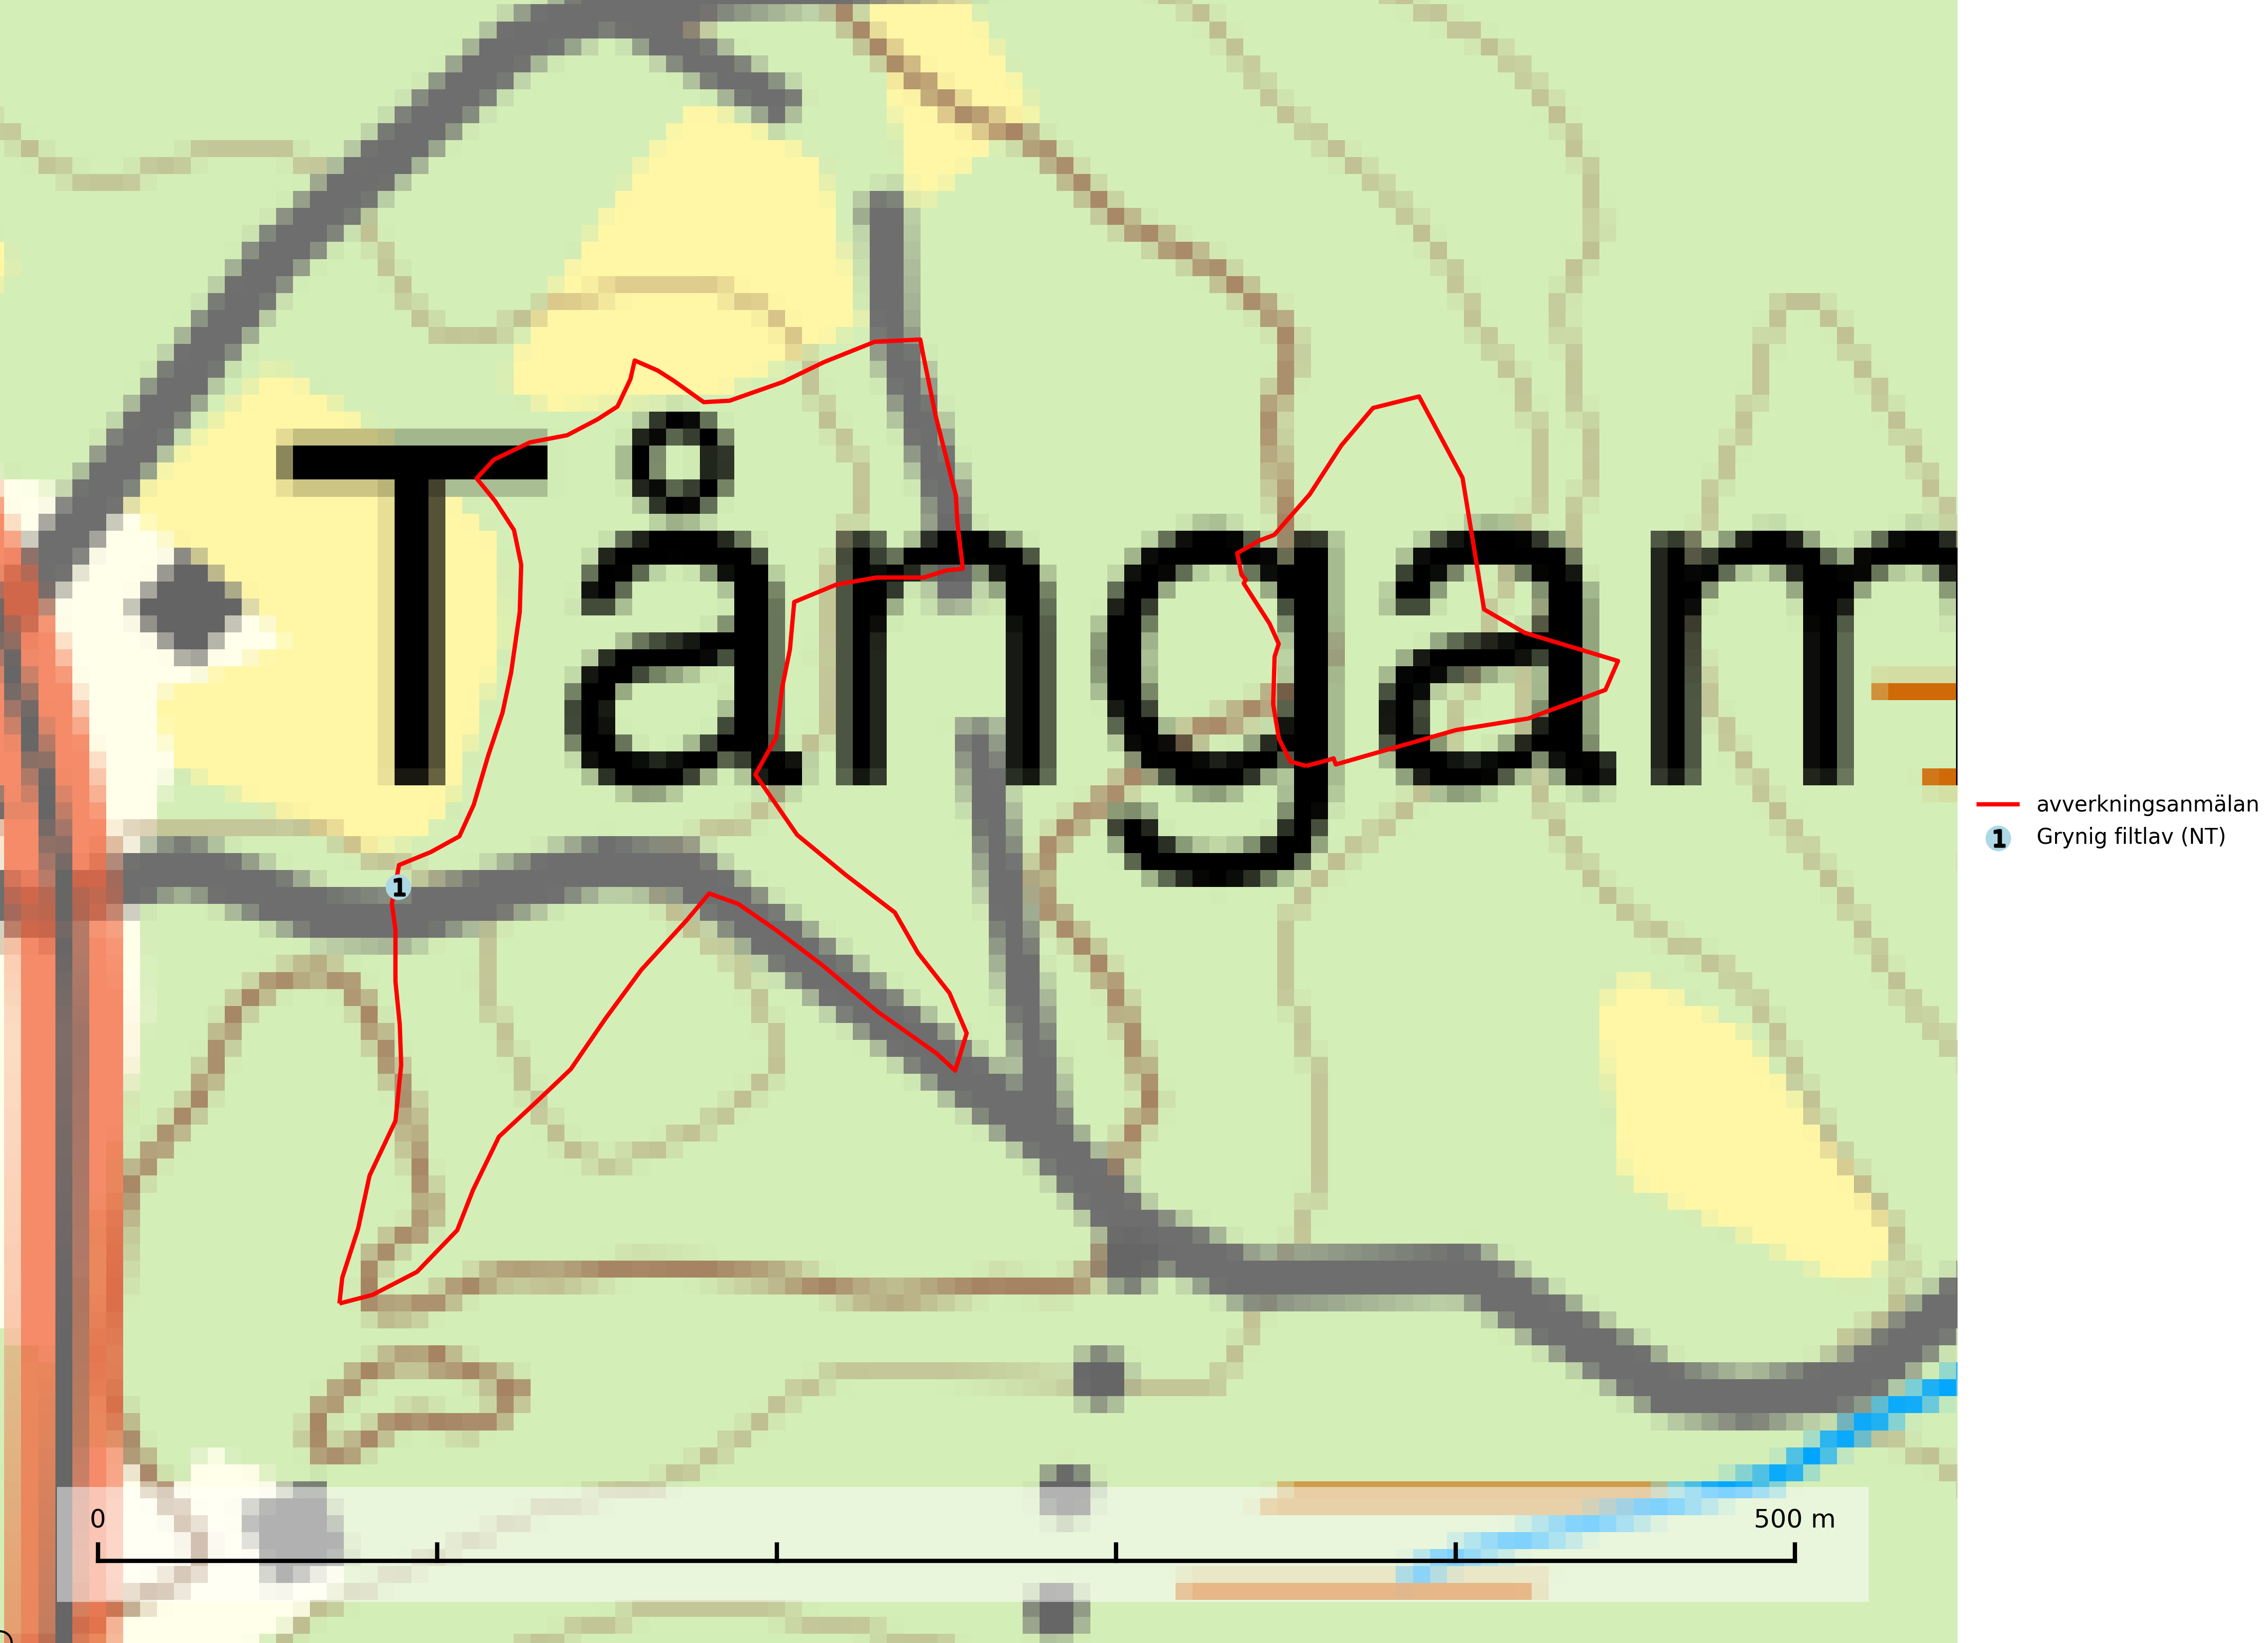 Tångam
avverkningsanmälan
1 Grynig filtlav (NT)
1
0 500 m